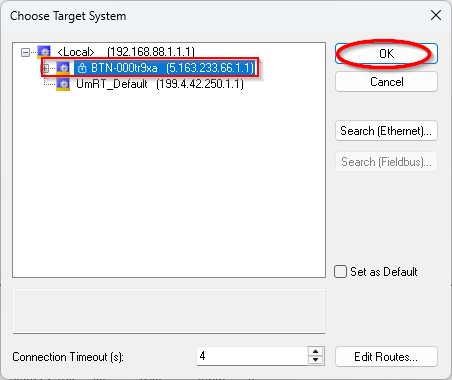 Choose Target System
<Local> (192.168.88.1.1.1)
BTN-000tr9xa (5.163.233.66.1.1)
UmRT_Default (199.4.42.250.1.1)
OK
Cancel
Search (Ethernet)...
Search (Fieldbus)...
Set as Default
Connection Timeout (s):
4
Edit Routes...